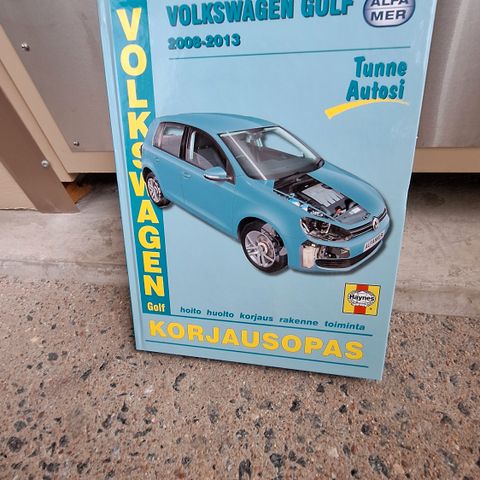 VOLKSWAGEN GOLF
2008-2013
ALFA
MER
Tunne
Autosi
VOLKSWAGEN
Golf
Haynes
hoito huolto korjaus rakenne toiminta
KORJAUSOPAS